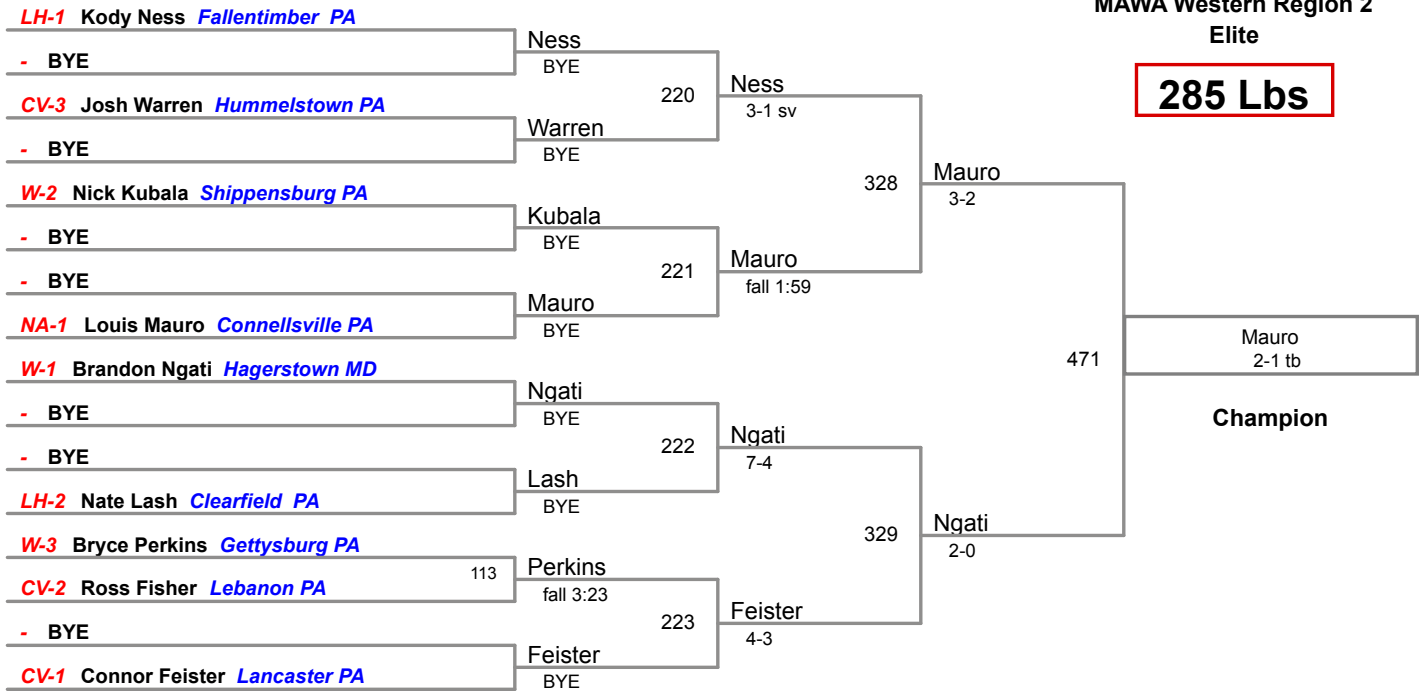 MAWA Western Region 2
Elite
285 Lbs
LH-1 Kody Ness Fallentimber PA
- BYE
CV-3 Josh Warren Hummelstown PA
- BYE
W-2 Nick Kubala Shippensburg PA
- BYE
- BYE
NA-1 Louis Mauro Connellsville PA
W-1 Brandon Ngati Hagerstown MD
- BYE
- BYE
LH-2 Nate Lash Clearfield PA
W-3 Bryce Perkins Gettysburg PA
CV-2 Ross Fisher Lebanon PA
- BYE
CV-1 Connor Feister Lancaster PA
113
Ness
BYE
Warren
BYE
Kubala
BYE
Mauro
BYE
Ngati
BYE
Lash
BYE
Perkins
fall 3:23
Feister
BYE
220
221
222
223
Ness
3-1 sv
Mauro
fall 1:59
Ngati
7-4
Feister
4-3
328
329
Mauro
3-2
Ngati
2-0
471
Mauro
2-1 tb
Champion